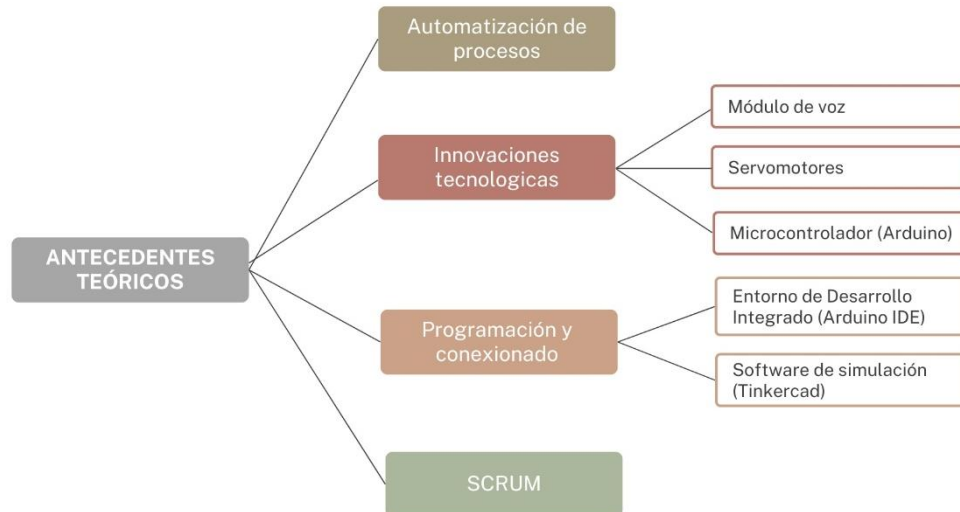 Automatización de
procesos
Innovaciones
tecnologicas
Módulo de voz
Servomotores
Microcontrolador (Arduino)
ANTECEDENTES
TEÓRICOS
Programación y
conexionado
Entorno de Desarrollo
Integrado (Arduino IDE)
Software de simulación
(Tinkercad)
SCRUM